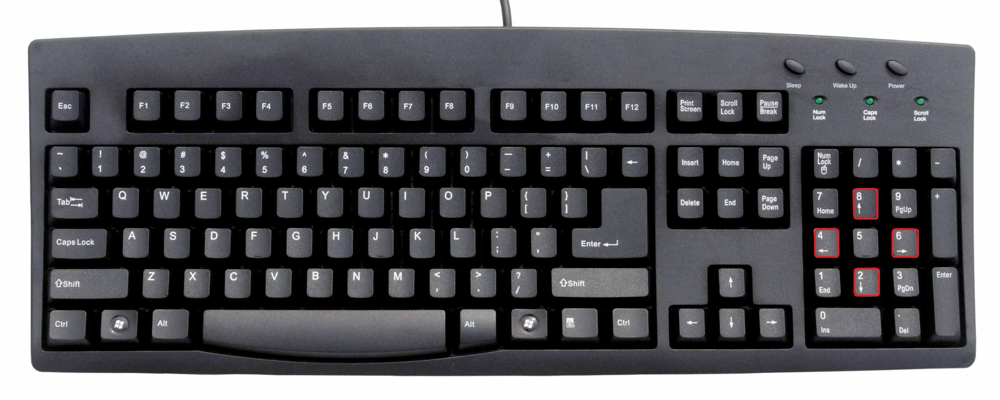 Sleep Wake Up Power
Esc F1 F2 F3 F4 F5 F6 F7 F8 F9 F10 F11 F12 Print Screen Scroll Lock Pause Break Num Lock Caps Lock Scroll Lock
~ ! @ # $ % ^ & * ( ) — + | ←
` 1 2 3 4 5 6 7 8 9 0 - = \
Insert Home Page Up Num Lock / * -
Tab Q W E R T Y U I O P { }
[ ]
Delete End Page Down 7 Home 8 ↑ 9 PgUp +
Caps Lock A S D F G H J K L : "
; '
Enter 4 ← 5 6 →
⇧Shift Z X C V B N M < > ?
, . /
⇧Shift ↑ 1 End 2 ↓ 3 PgDn Enter
Ctrl Alt Alt Ctrl ← ↓ → 0 Ins . Del